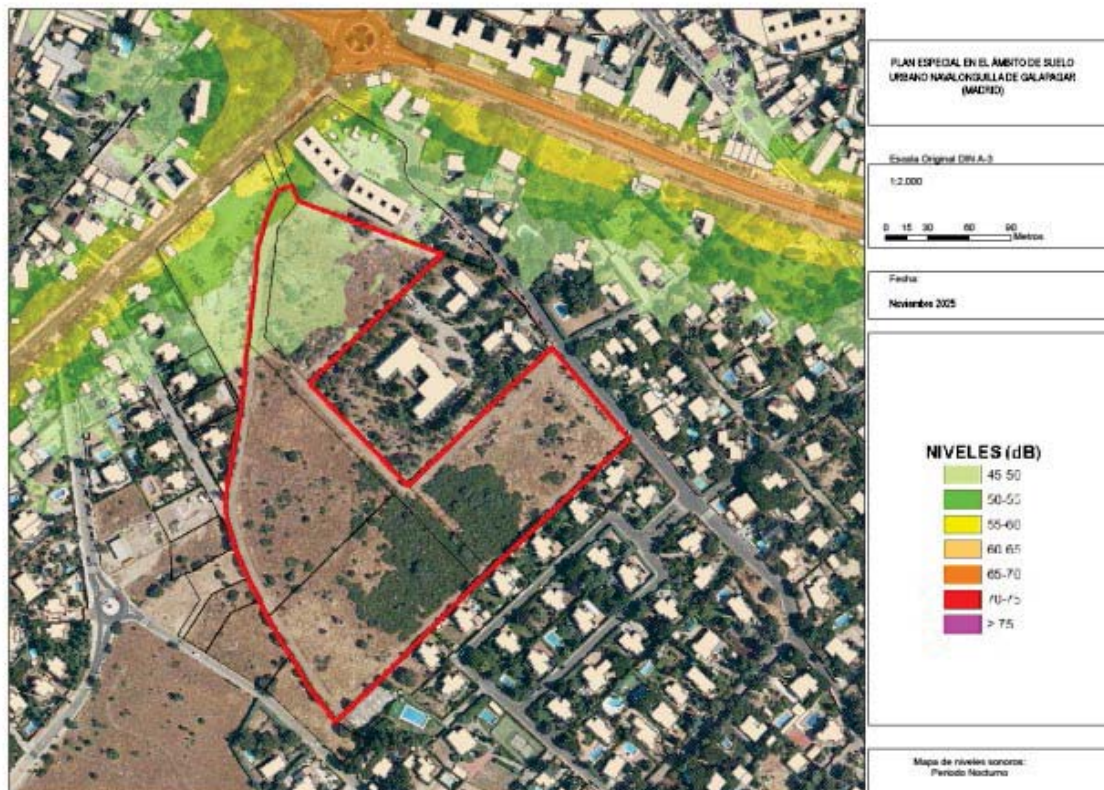 PLAN ESPECIAL EN EL ÁMBITO DE SUELO
URBANO NAVALONGUILLA DE GALAPAGAR
(MADRID)
Escala Original DIN A-3
1:2.000
0 15 30 60 90
Metros
Fecha:
Noviembre 2025
NIVELES (dB)
45-50
50-55
55-60
60-65
65-70
70-75
> 75
Mapa de niveles sonoros:
Periodo Nocturno